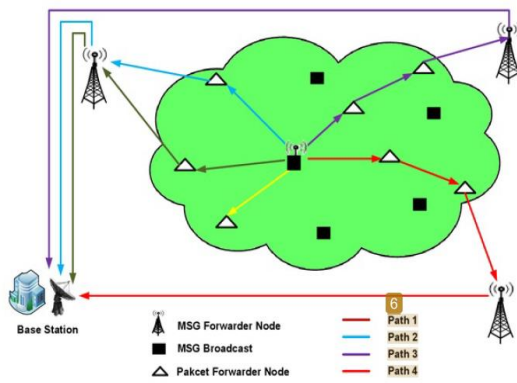 Base Station
6
MSG Forwarder Node
Path 1
Path 2
MSG Broadcast
Path 3
Pakcet Forwarder Node
Path 4